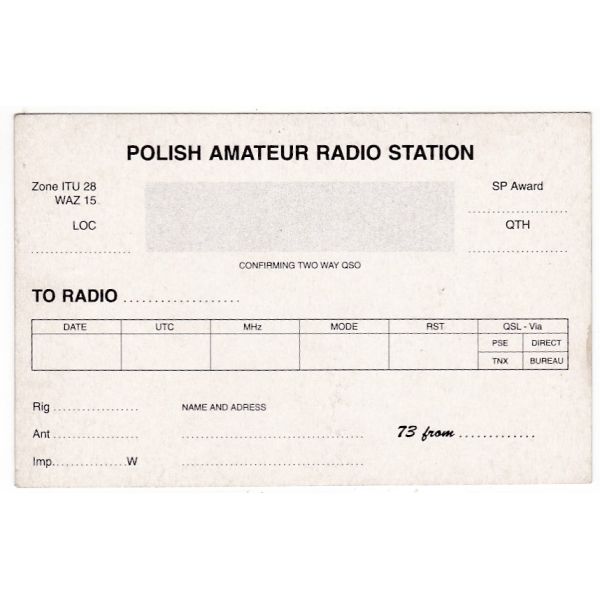 POLISH AMATEUR RADIO STATION
Zone ITU 28
WAZ 15
LOC
SP Award
QTH
CONFIRMING TWO WAY QSO
TO RADIO ....................
DATE UTC MHz MODE RST QSL - Via
PSE DIRECT
TNX BUREAU
Rig ....................
NAME AND ADRESS
Ant ....................
73 from .............
Imp.................W